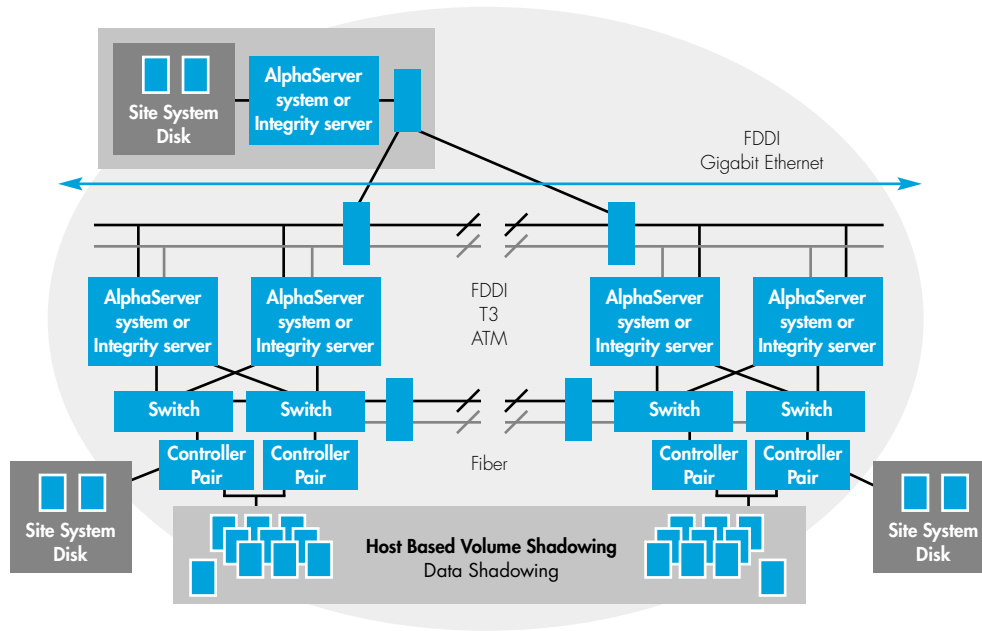 AlphaServer
system or
Integrity server
Site System
Disk
FDDI
Gigabit Ethernet
AlphaServer
system or
Integrity server
AlphaServer
system or
Integrity server
FDDI
T3
ATM
AlphaServer
system or
Integrity server
AlphaServer
system or
Integrity server
Switch
Switch
Switch
Switch
Controller
Pair
Controller
Pair
Fiber
Controller
Pair
Controller
Pair
Site System
Disk
Site System
Disk
Host Based Volume Shadowing
Data Shadowing